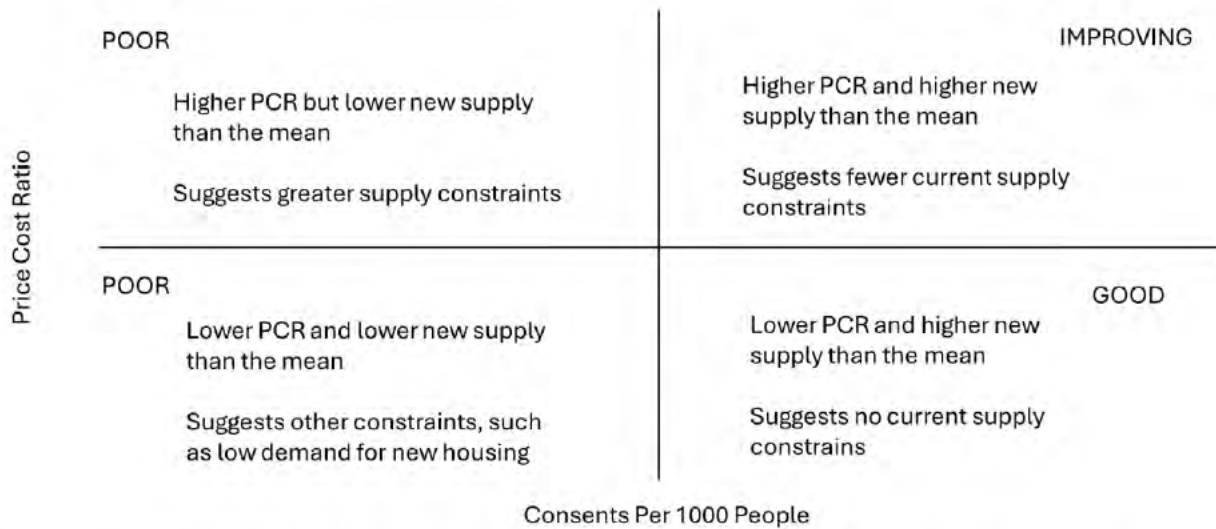 POOR
Higher PCR but lower new supply
than the mean
Suggests greater supply constraints
IMPROVING
Higher PCR and higher new
supply than the mean
Suggests fewer current supply
constraints
Price Cost Ratio
POOR
Lower PCR and lower new supply
than the mean
Suggests other constraints, such
as low demand for new housing
GOOD
Lower PCR and higher new
supply than the mean
Suggests no current supply
constrains
Consents Per 1000 People